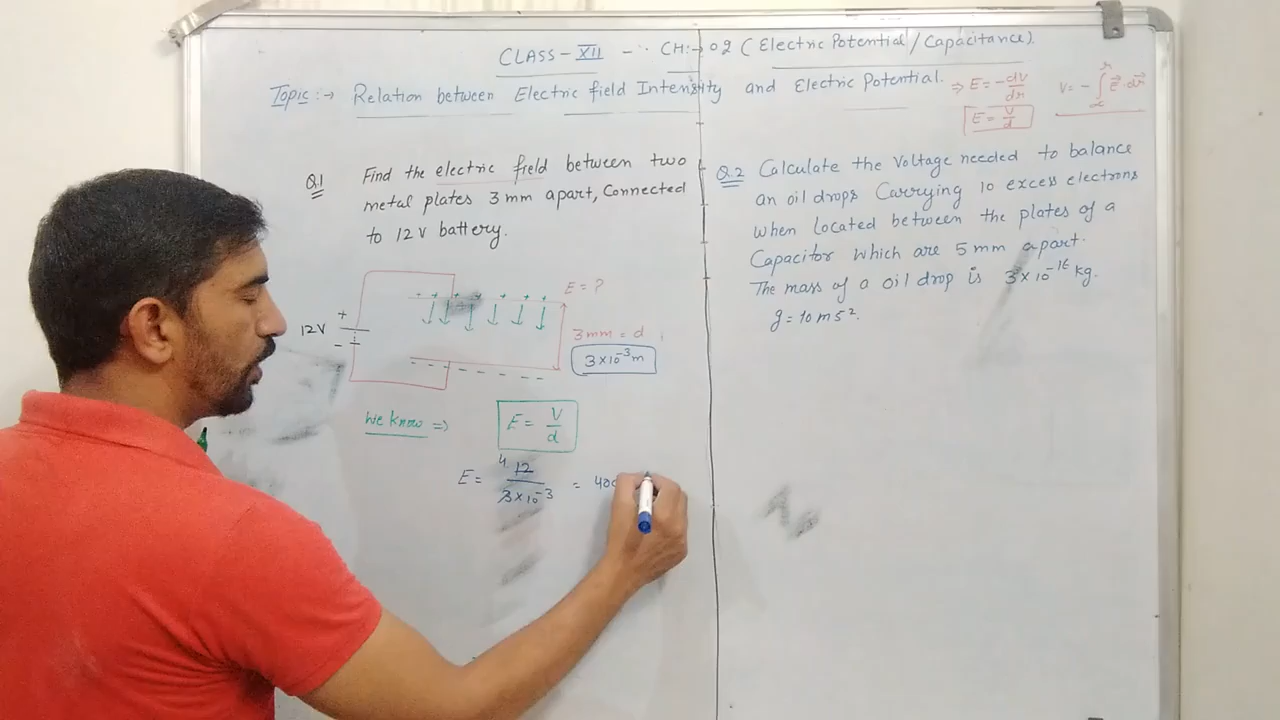 CLASS-XII -∴ CH:→02 (Electric Potential/Capacitance).
Topic:→ Relation between Electric field Intensity and Electric Potential.
⇒ E = -dV/dr
E = V/d
V = -∫ E⃗.dr⃗
Q.1 Find the electric field between two
metal plates 3 mm apart, Connected
to 12 V battery.
12V
+
-
+ + + + + +
E = ?
3mm = d
3×10⁻³m
- - - - - - - -
We know ⇒) E = V/d
E = 4 12/3×10⁻³ = 400
Q.2 Calculate the Voltage needed to balance
an oil drops Carrying 10 excess electrons
when located between the plates of a
Capacitor which are 5 mm apart.
The mass of a oil drop is 3×10⁻¹⁶ kg.
g = 10 ms².